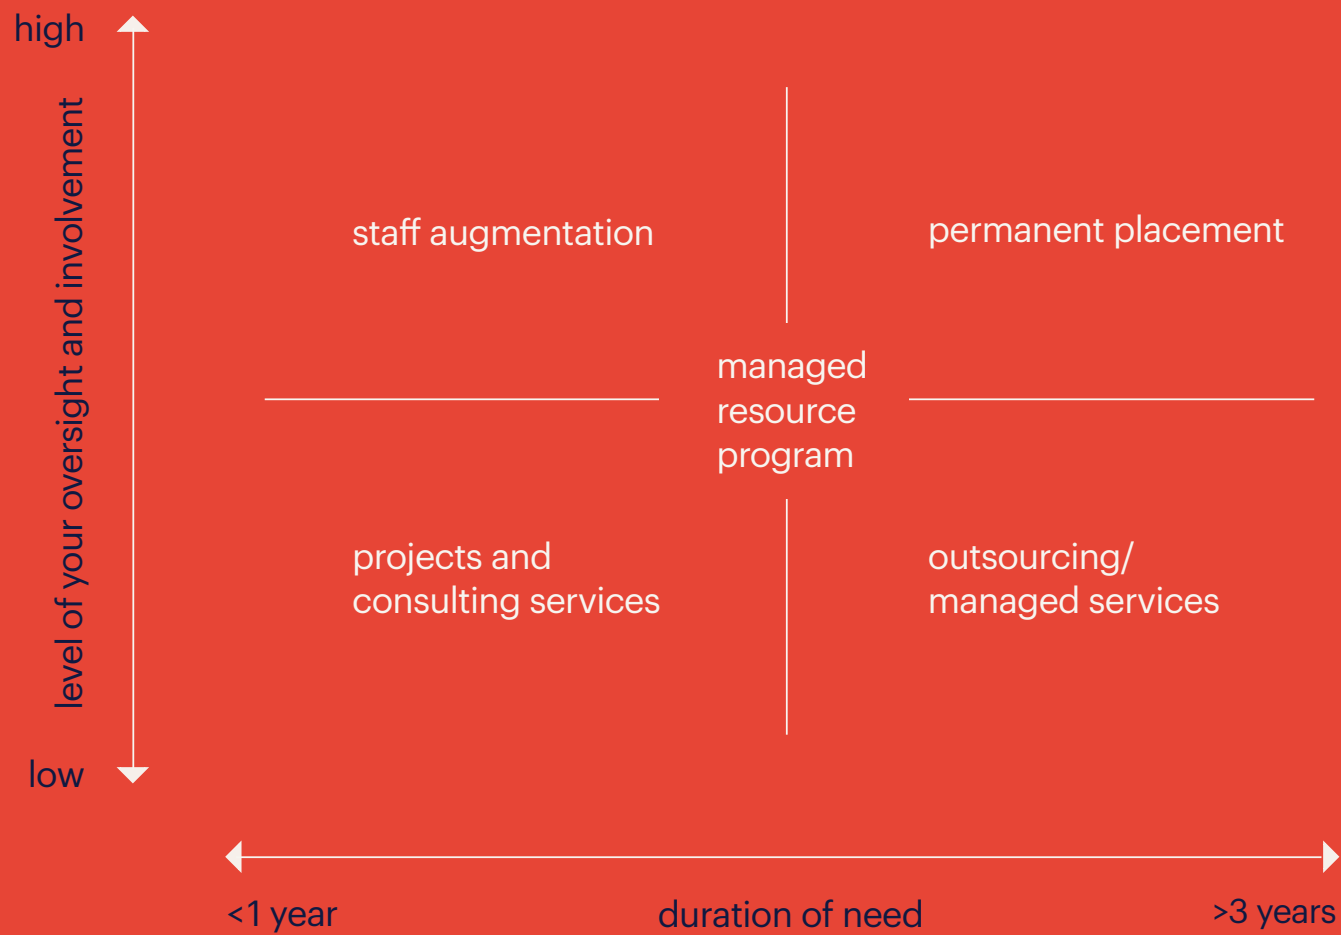 high
level of your oversight and involvement
low
staff augmentation
permanent placement
managed
resource
program
projects and
consulting services
outsourcing/
managed services
<1 year
duration of need
>3 years